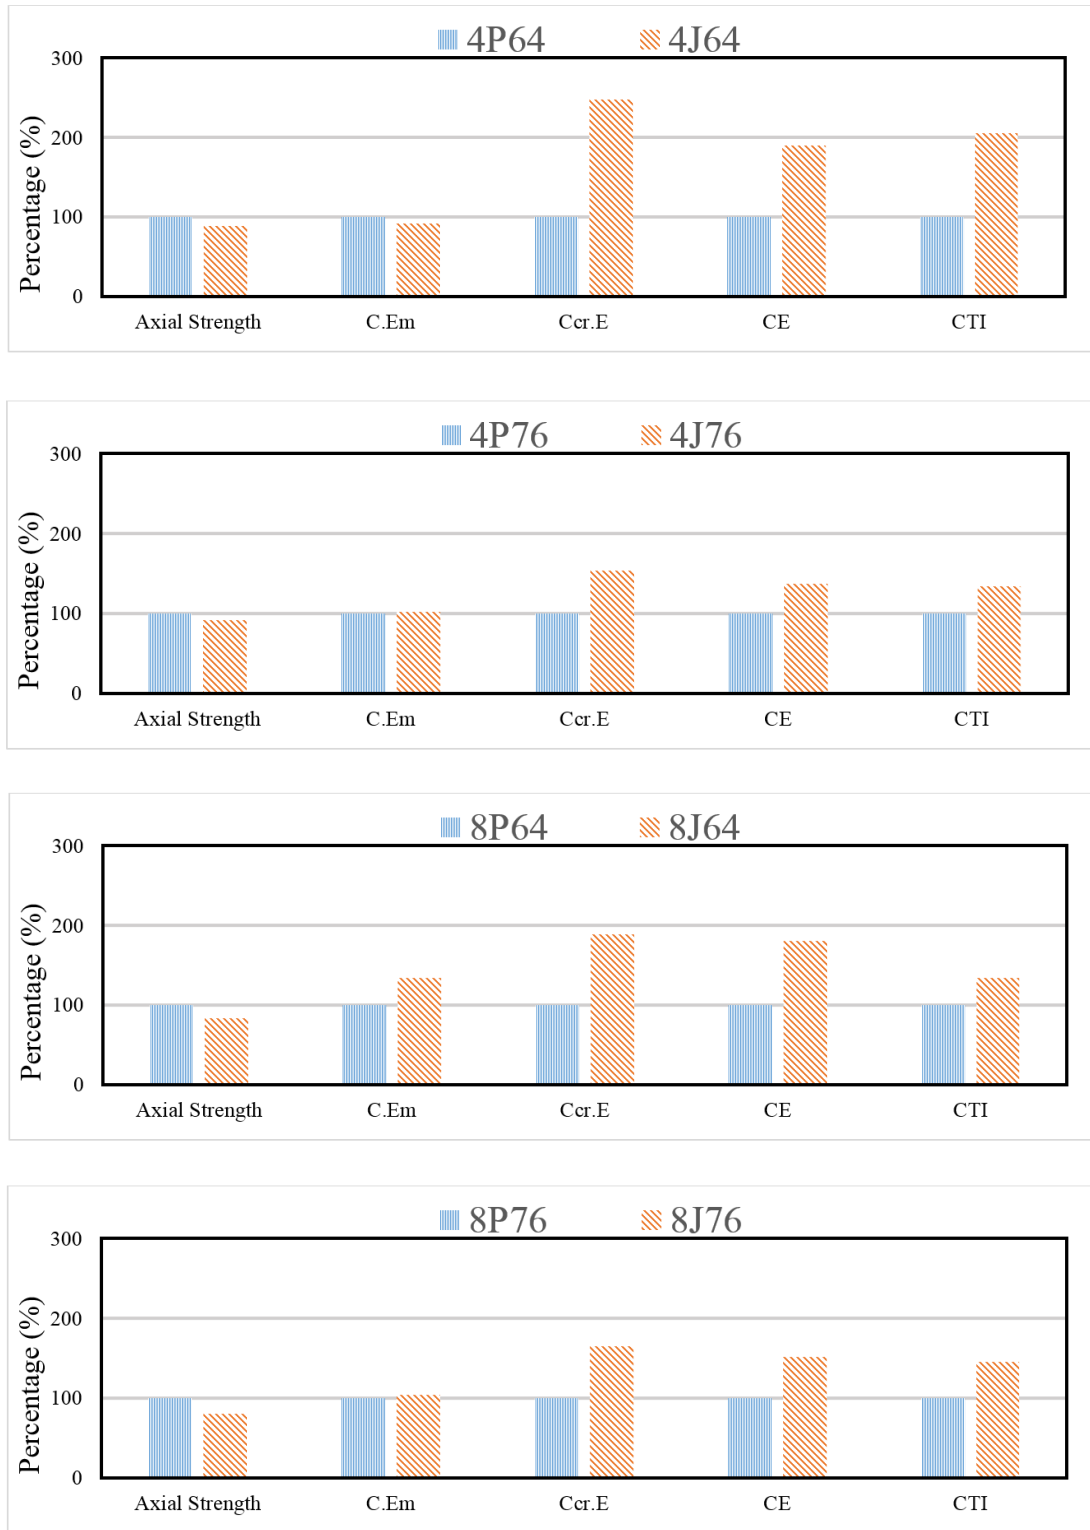 4P64 4J64
300
200
100
0
Percentage (%)
Axial Strength C.Em Ccr.E CE CTI
4P76 4J76
300
200
100
0
Percentage (%)
Axial Strength C.Em Ccr.E CE CTI
8P64 8J64
300
200
100
0
Percentage (%)
Axial Strength C.Em Ccr.E CE CTI
8P76 8J76
300
200
100
0
Percentage (%)
Axial Strength C.Em Ccr.E CE CTI